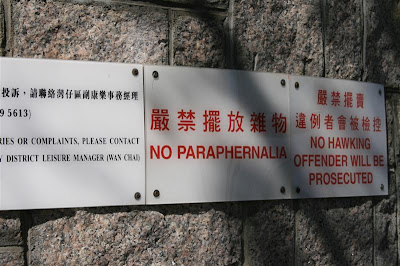 投訴，請聯絡灣仔區副康樂事務經理
9 5613)
RIES OR COMPLAINTS, PLEASE CONTACT
Y DISTRICT LEISURE MANAGER (WAN CHAI)
嚴禁擺放雜物
NO PARAPHERNALIA
嚴禁擺賣
違例者會被檢控
NO HAWKING
OFFENDER WILL BE
PROSECUTED